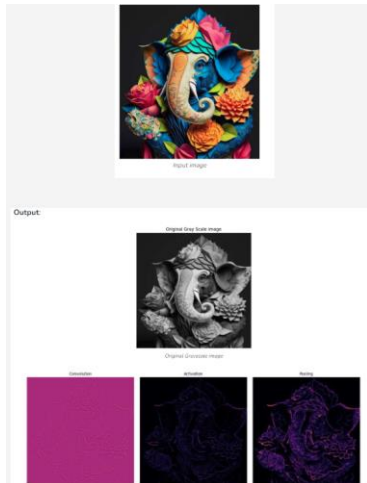 Input image
Output:
Original Gray Scale image
Original Grayscale image
Convolution
Activation
Pooling